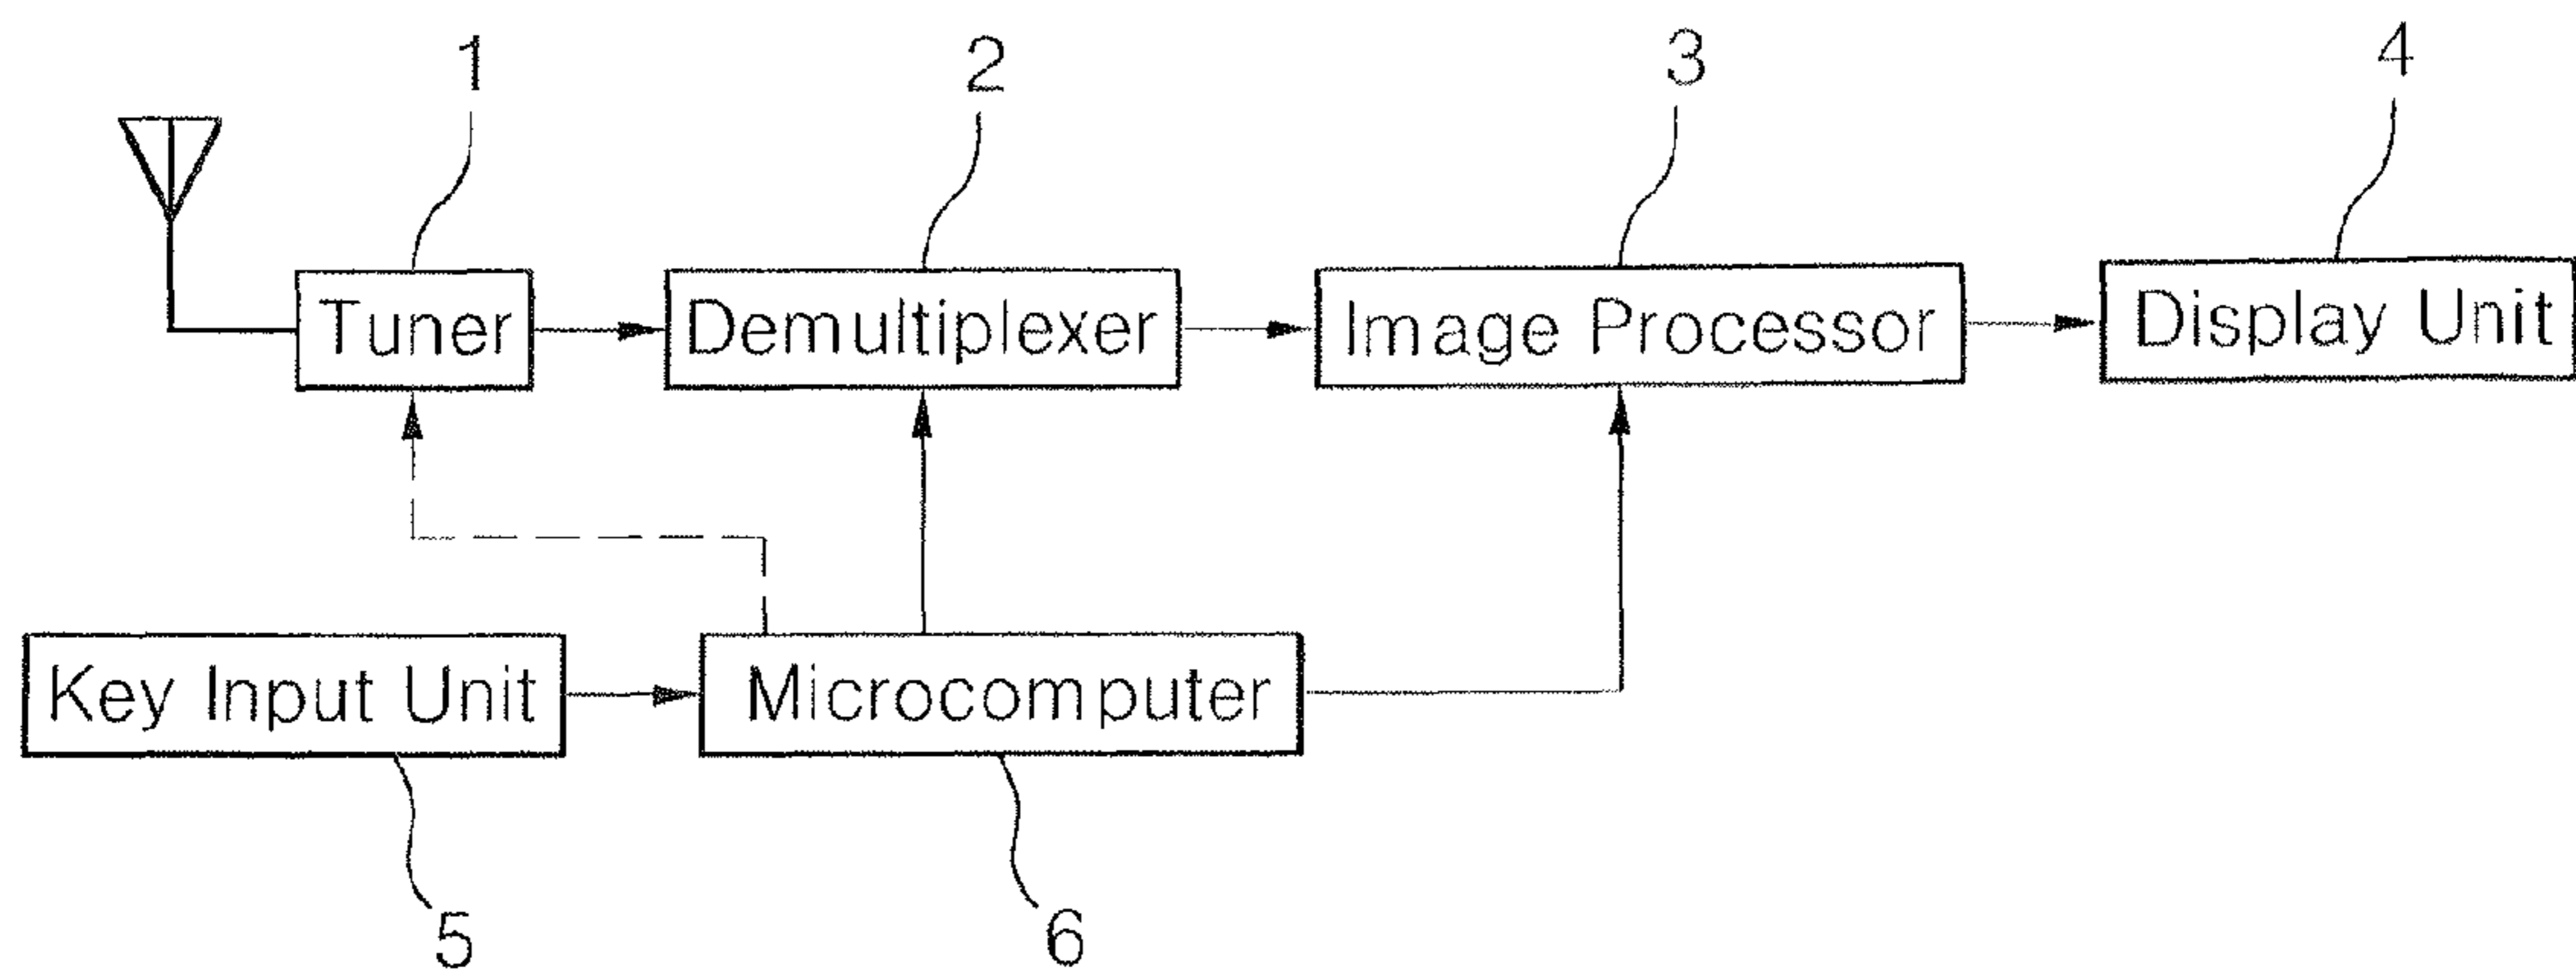 1
2
3
4
Tuner
Demultiplexer
Image Processor
Display Unit
Key Input Unit
Microcomputer
5
6